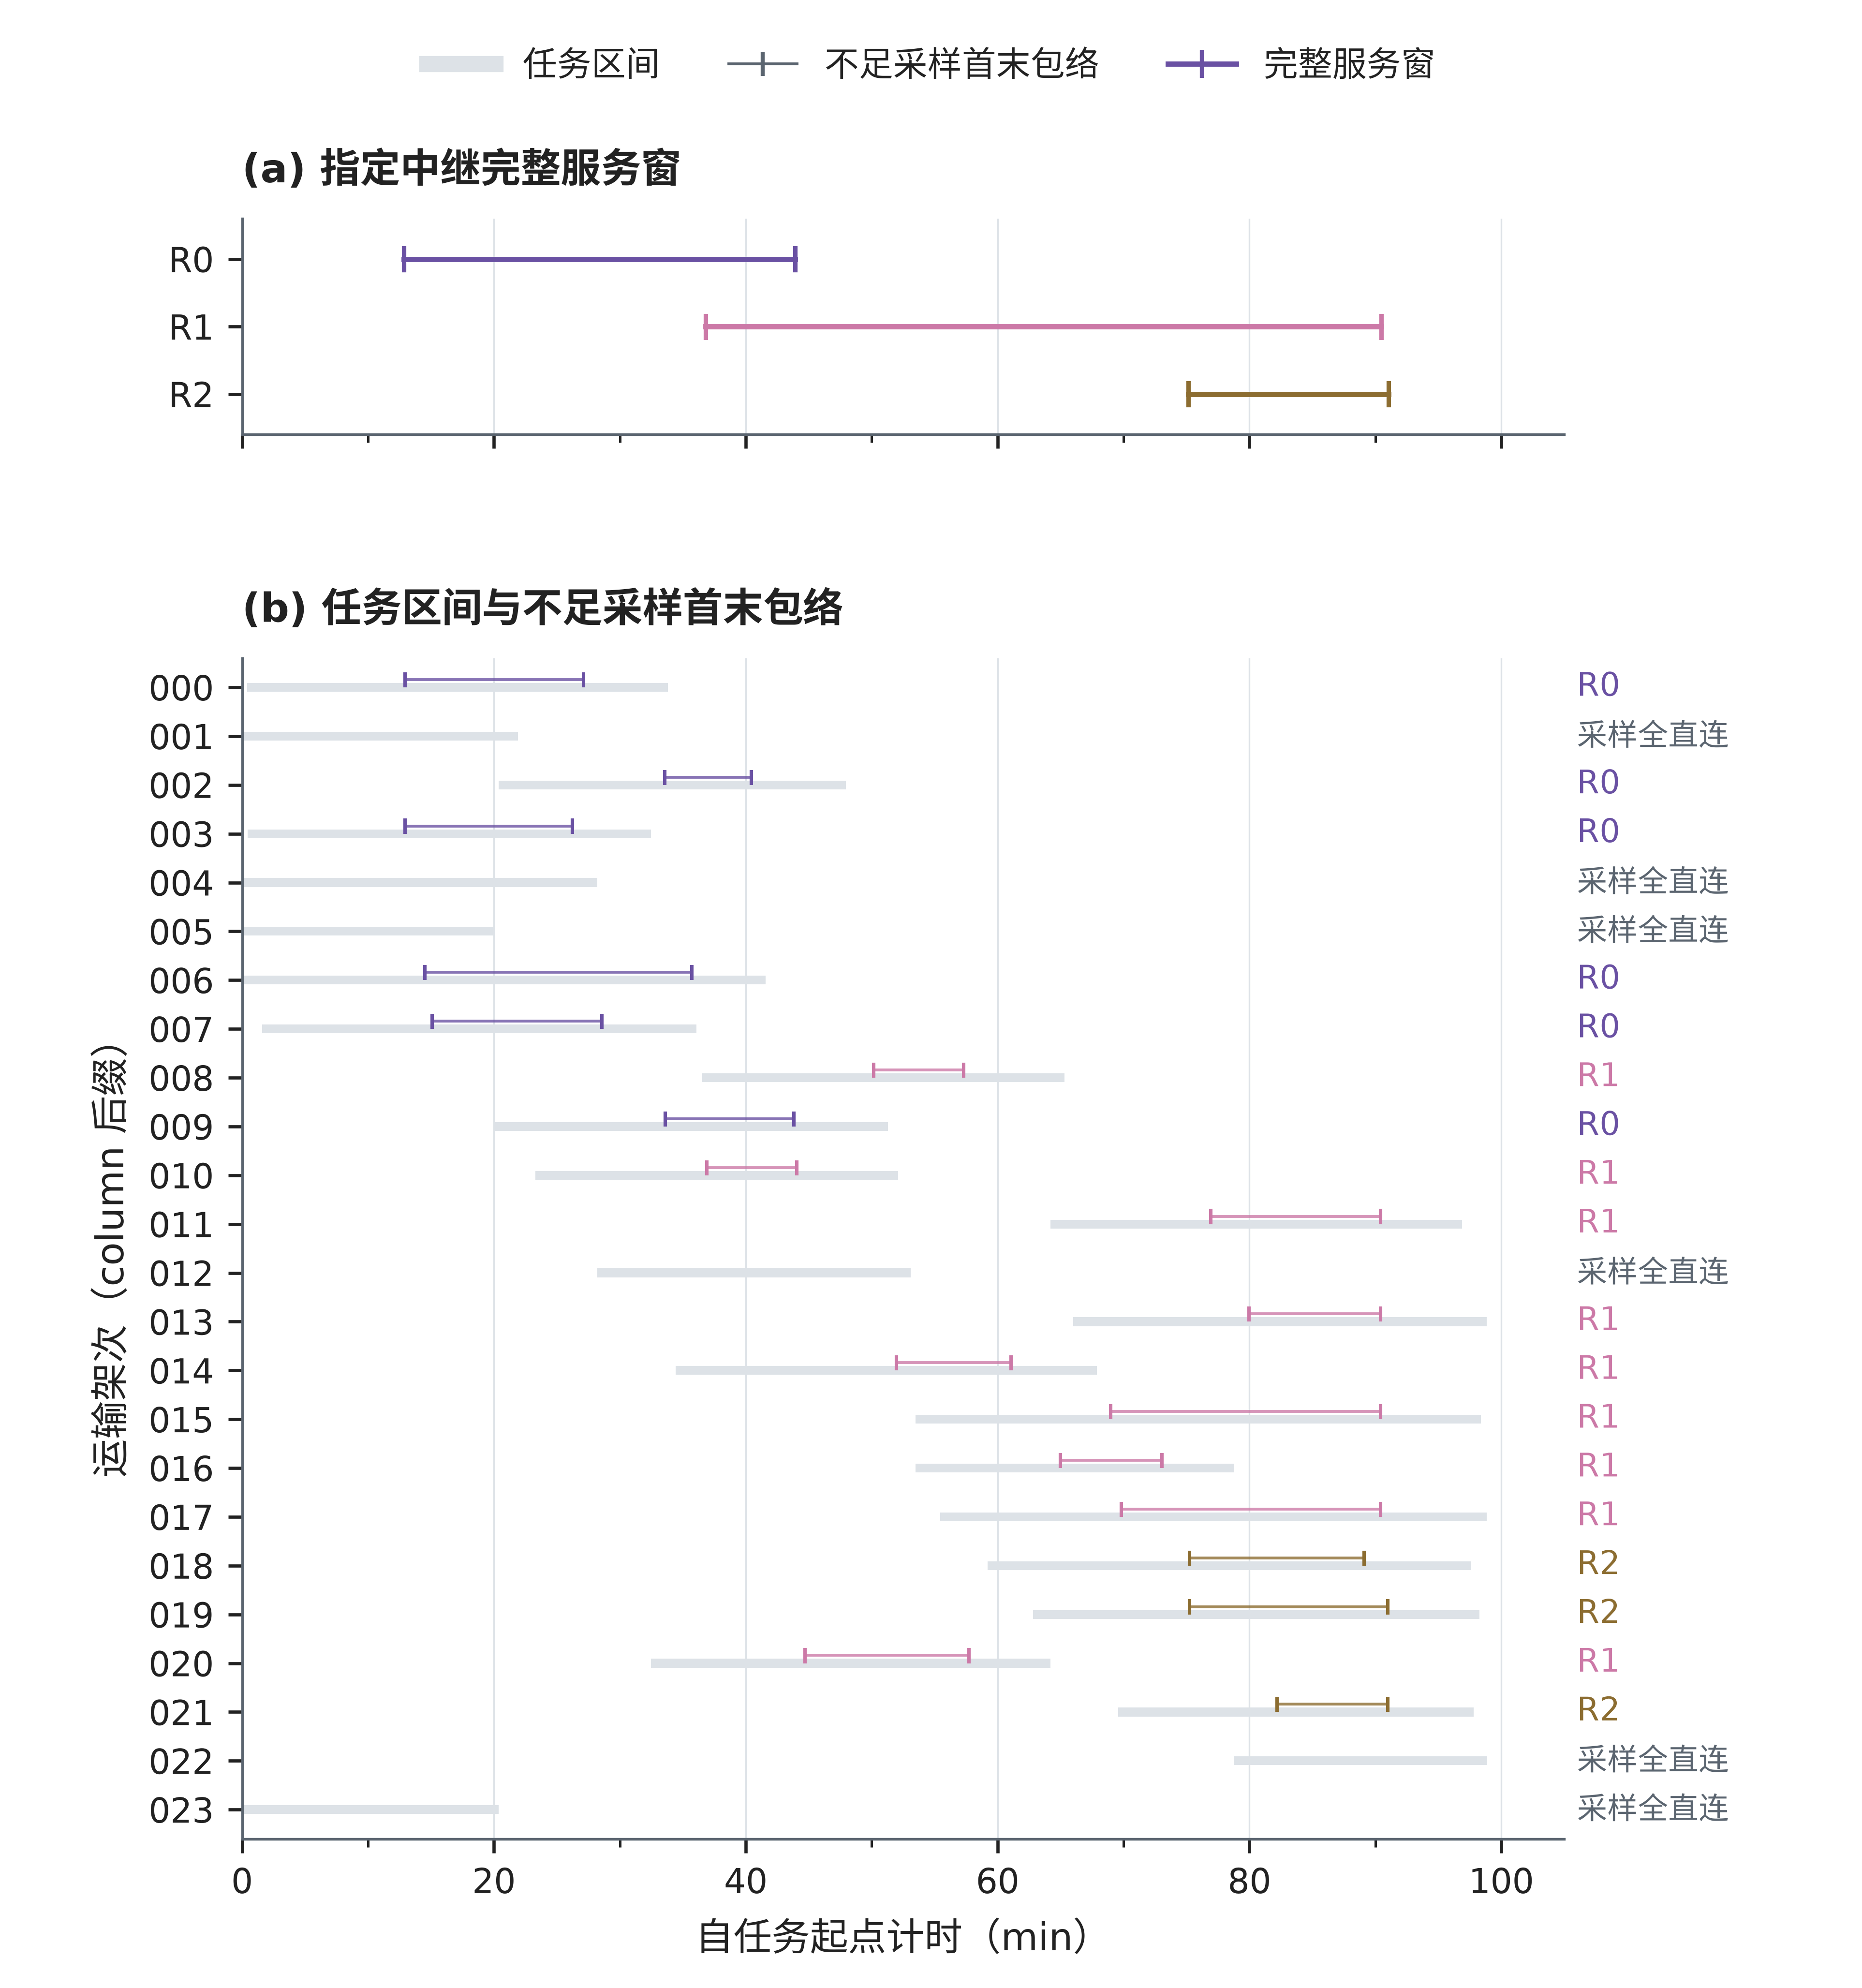 任务区间 不足采样首末包络 完整服务窗
(a) 指定中继完整服务窗
R0
R1
R2
(b) 任务区间与不足采样首末包络
运输架次（column 后缀）
000 R0
001 采样全直连
002 R0
003 R0
004 采样全直连
005 采样全直连
006 R0
007 R0
008 R1
009 R0
010 R1
011 R1
012 采样全直连
013 R1
014 R1
015 R1
016 R1
017 R1
018 R2
019 R2
020 R1
021 R2
022 采样全直连
023 采样全直连
0 20 40 60 80 100
自任务起点计时（min）